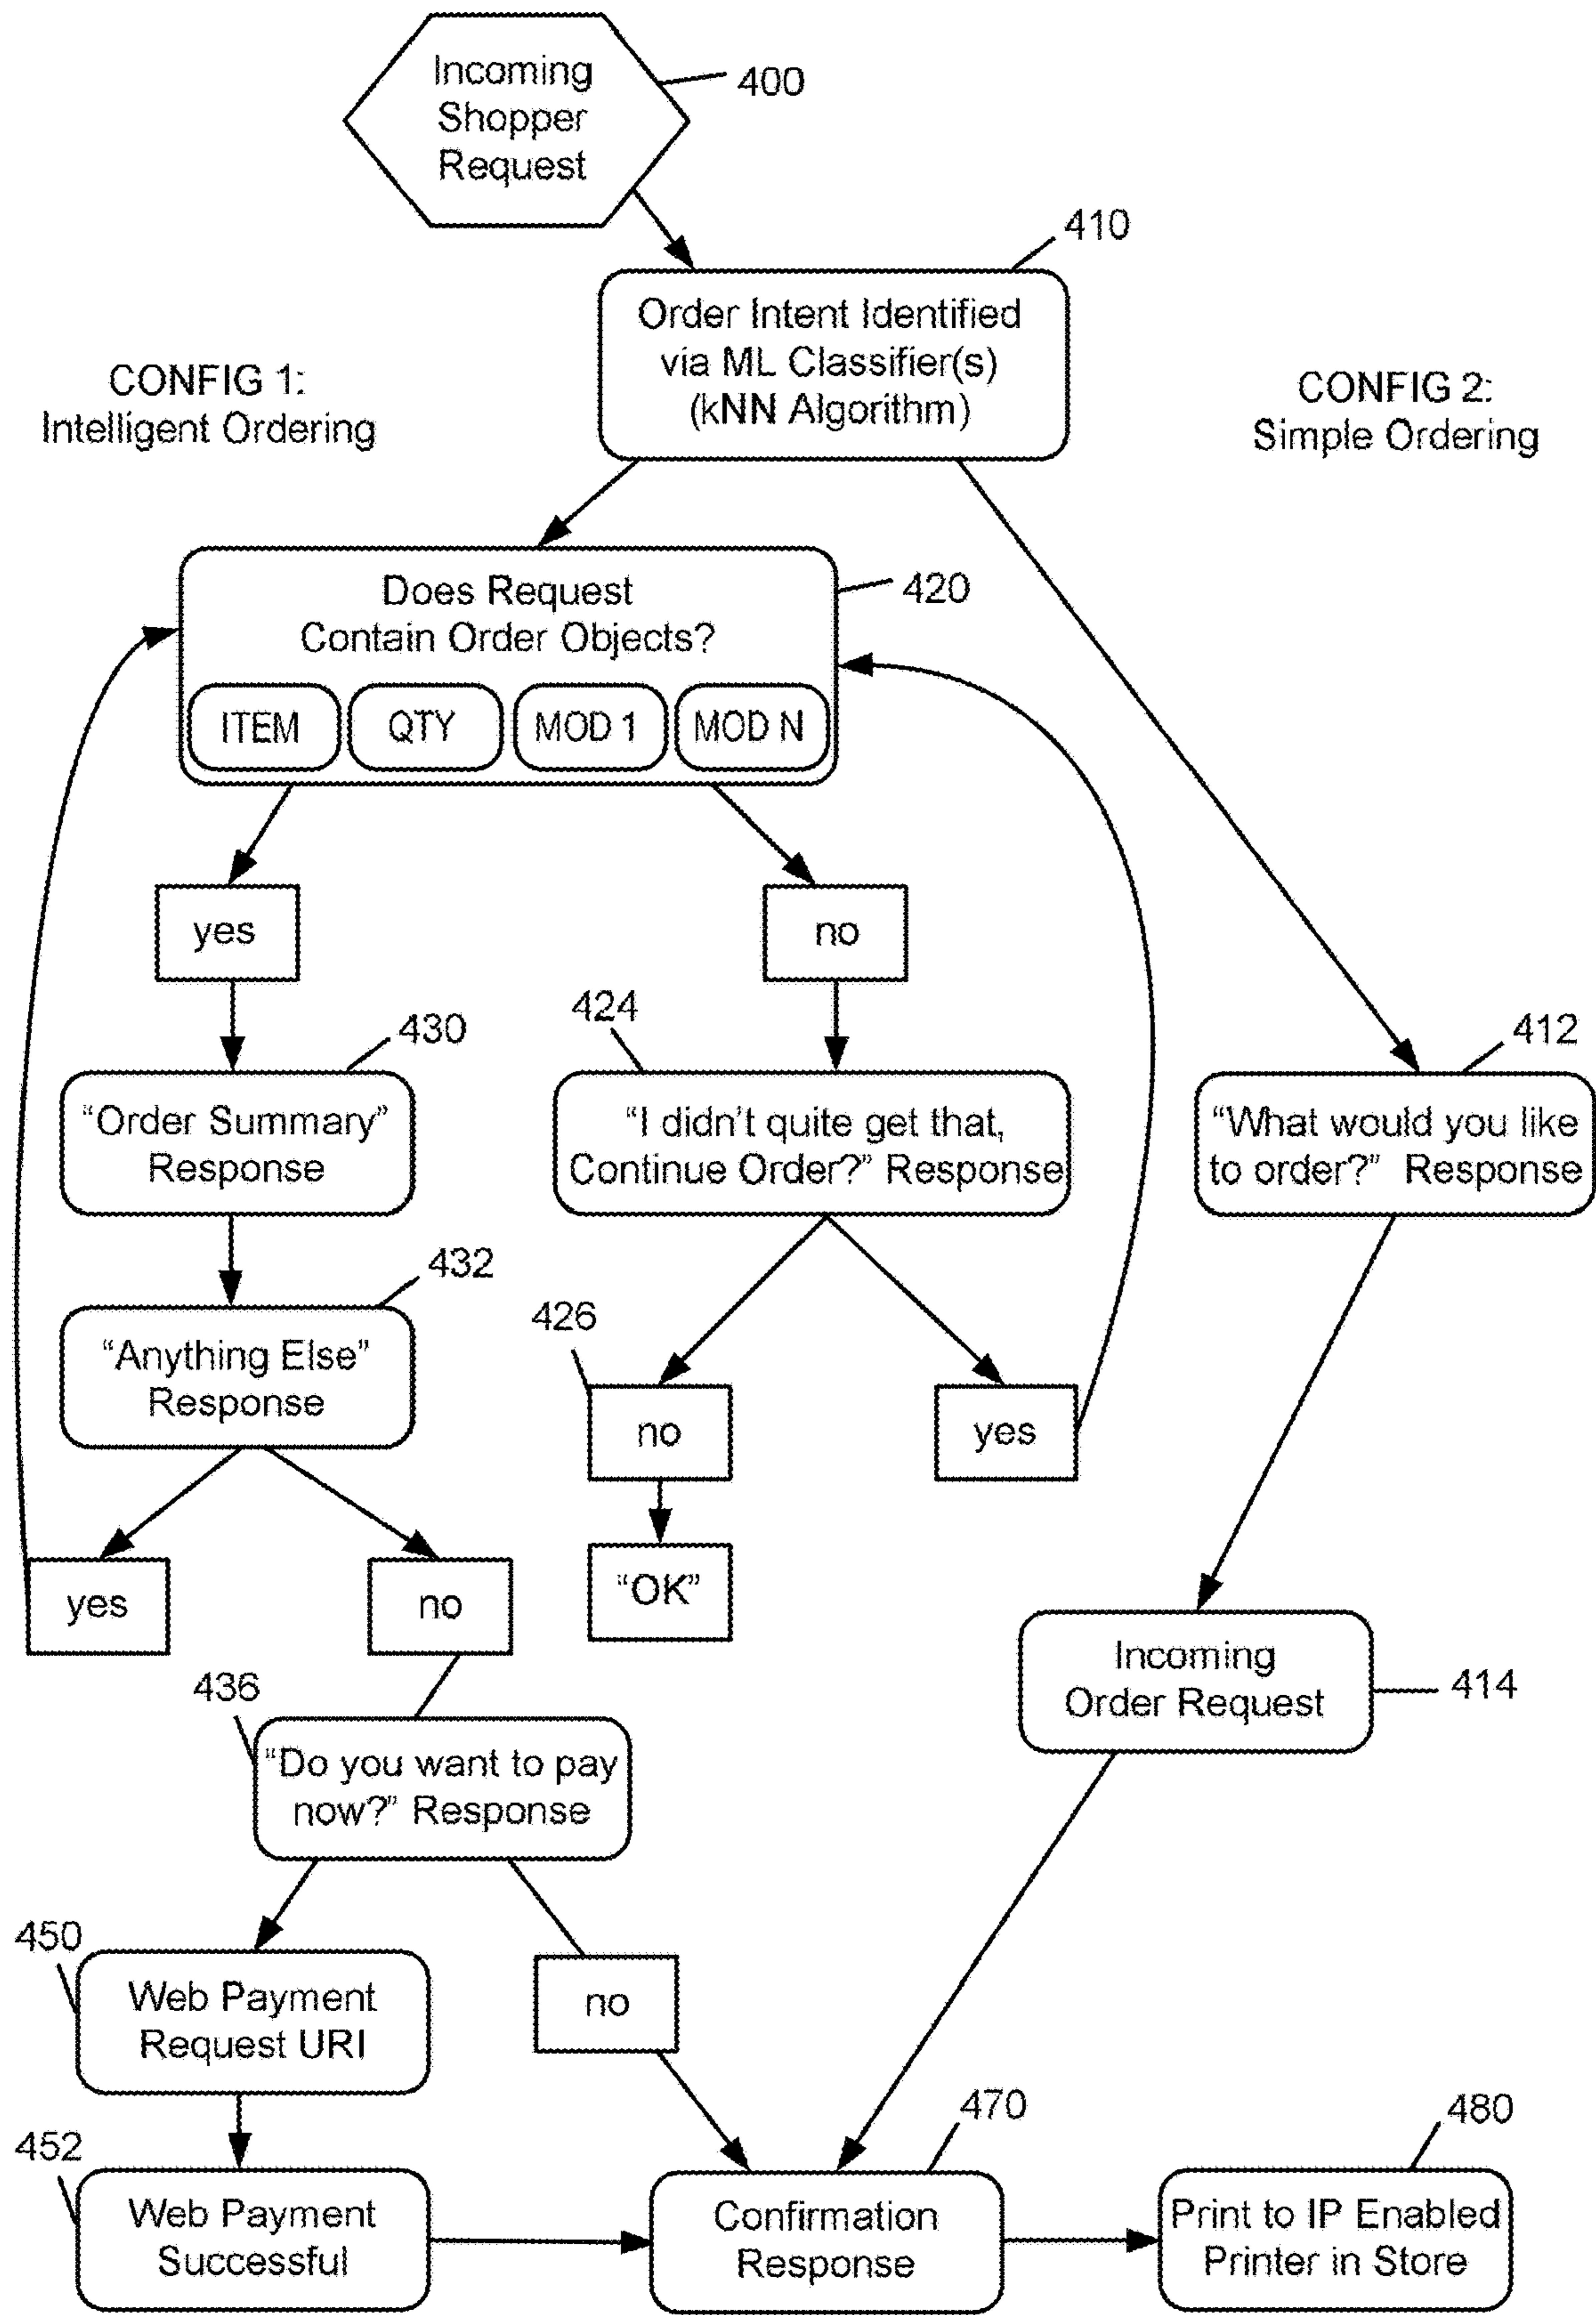 Incoming
Shopper
Request
400
410
Order Intent Identified
via ML Classifier(s)
(kNN Algorithm)
CONFIG 1:
Intelligent Ordering
CONFIG 2:
Simple Ordering
Does Request
Contain Order Objects?
420
ITEM
QTY
MOD 1
MOD N
yes
no
430
424
412
“Order Summary”
Response
“I didn’t quite get that,
Continue Order?” Response
“What would you like
to order?” Response
432
“Anything Else”
Response
426
no
yes
yes
no
“OK”
Incoming
Order Request
414
436
“Do you want to pay
now?” Response
450
Web Payment
Request URI
no
452
Web Payment
Successful
470
Confirmation
Response
480
Print to IP Enabled
Printer in Store